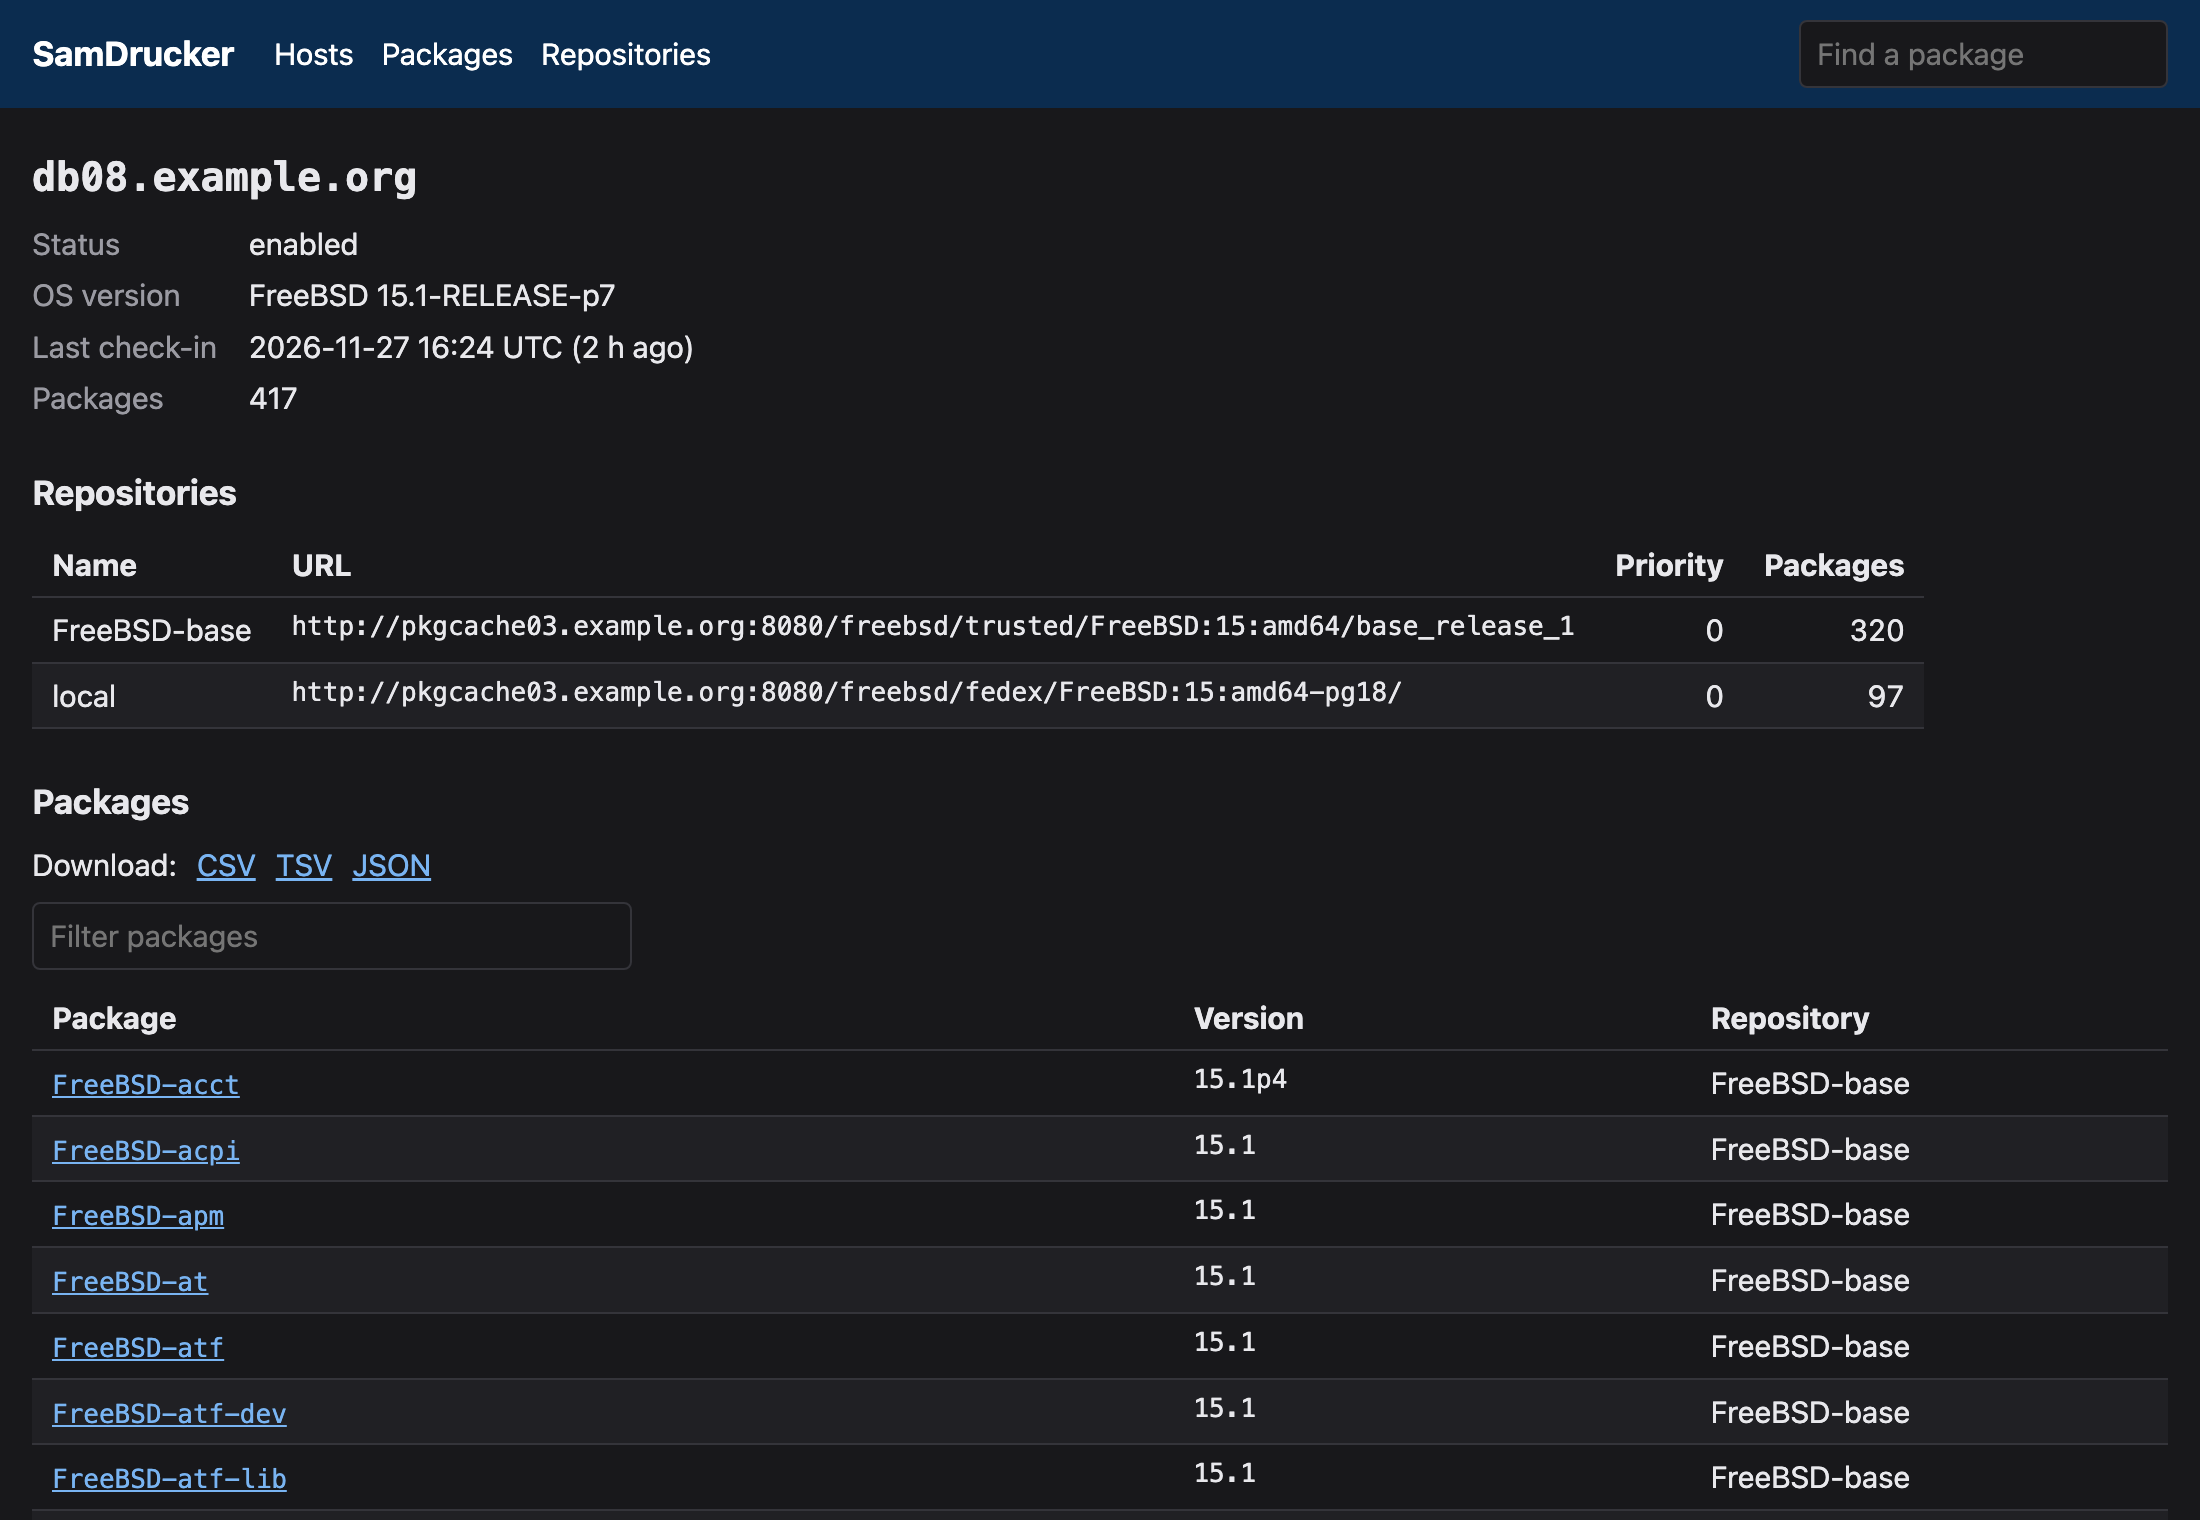 SamDrucker Hosts Packages Repositories Find a package
db08.example.org
Status enabled
OS version FreeBSD 15.1-RELEASE-p7
Last check-in 2026-11-27 16:24 UTC (2 h ago)
Packages 417
Repositories
Name URL Priority Packages
FreeBSD-base http://pkgcache03.example.org:8080/freebsd/trusted/FreeBSD:15:amd64/base_release_1 0 320
local http://pkgcache03.example.org:8080/freebsd/fedex/FreeBSD:15:amd64-pg18/ 0 97
Packages
Download: CSV TSV JSON
Filter packages
Package Version Repository
FreeBSD-acct 15.1p4 FreeBSD-base
FreeBSD-acpi 15.1 FreeBSD-base
FreeBSD-apm 15.1 FreeBSD-base
FreeBSD-at 15.1 FreeBSD-base
FreeBSD-atf 15.1 FreeBSD-base
FreeBSD-atf-dev 15.1 FreeBSD-base
FreeBSD-atf-lib 15.1 FreeBSD-base